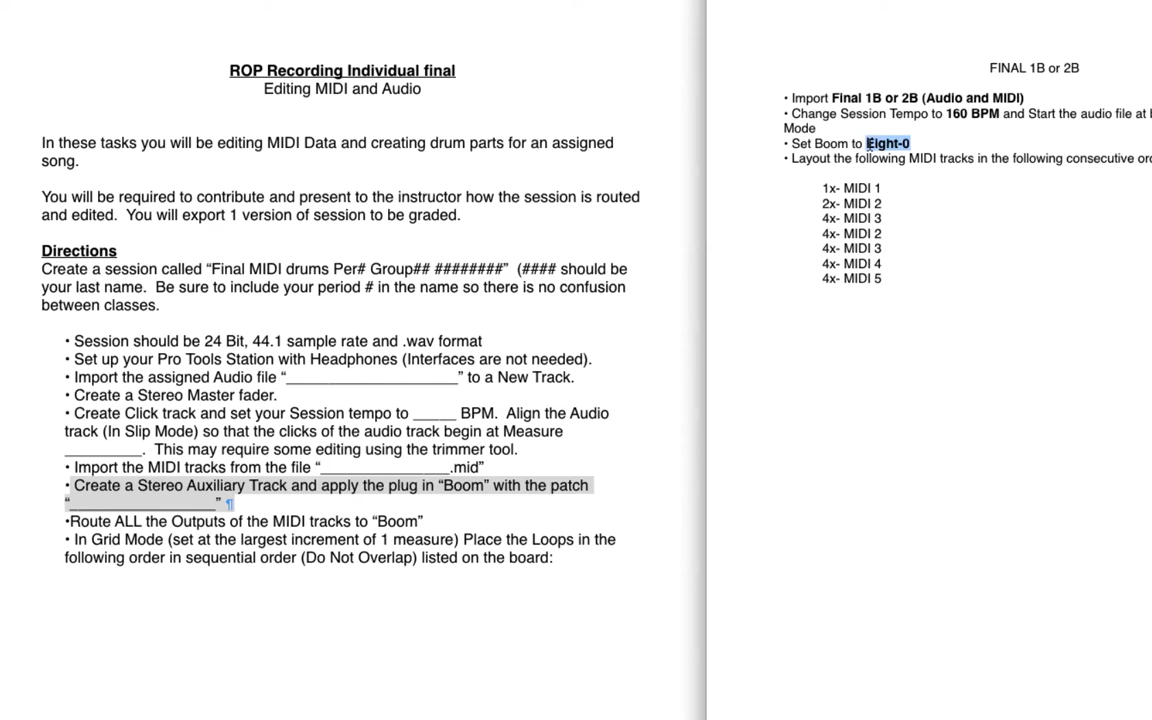 ROP Recording Individual final
Editing MIDI and Audio
In these tasks you will be editing MIDI Data and creating drum parts for an assigned
song.
You will be required to contribute and present to the instructor how the session is routed
and edited.  You will export 1 version of session to be graded.
Directions
Create a session called “Final MIDI drums Per# Group## ########”  (#### should be
your last name.  Be sure to include your period # in the name so there is no confusion
between classes.
• Session should be 24 Bit, 44.1 sample rate and .wav format
• Set up your Pro Tools Station with Headphones (Interfaces are not needed).
• Import the assigned Audio file “_____________________” to a New Track.
• Create a Stereo Master fader.
• Create Click track and set your Session tempo to _____ BPM.  Align the Audio
track (In Slip Mode) so that the clicks of the audio track begin at Measure
_________.  This may require some editing using the trimmer tool.
• Import the MIDI tracks from the file “_______________.mid”
• Create a Stereo Auxiliary Track and apply the plug in “Boom” with the patch
“_________________” ¶
•Route ALL the Outputs of the MIDI tracks to “Boom”
• In Grid Mode (set at the largest increment of 1 measure) Place the Loops in the
following order in sequential order (Do Not Overlap) listed on the board:
FINAL 1B or 2B
• Import Final 1B or 2B (Audio and MIDI)
• Change Session Tempo to 160 BPM and Start the audio file at
Mode
• Set Boom to Eight-0
• Layout the following MIDI tracks in the following consecutive
1x- MIDI 1
2x- MIDI 2
4x- MIDI 3
4x- MIDI 2
4x- MIDI 3
4x- MIDI 4
4x- MIDI 5